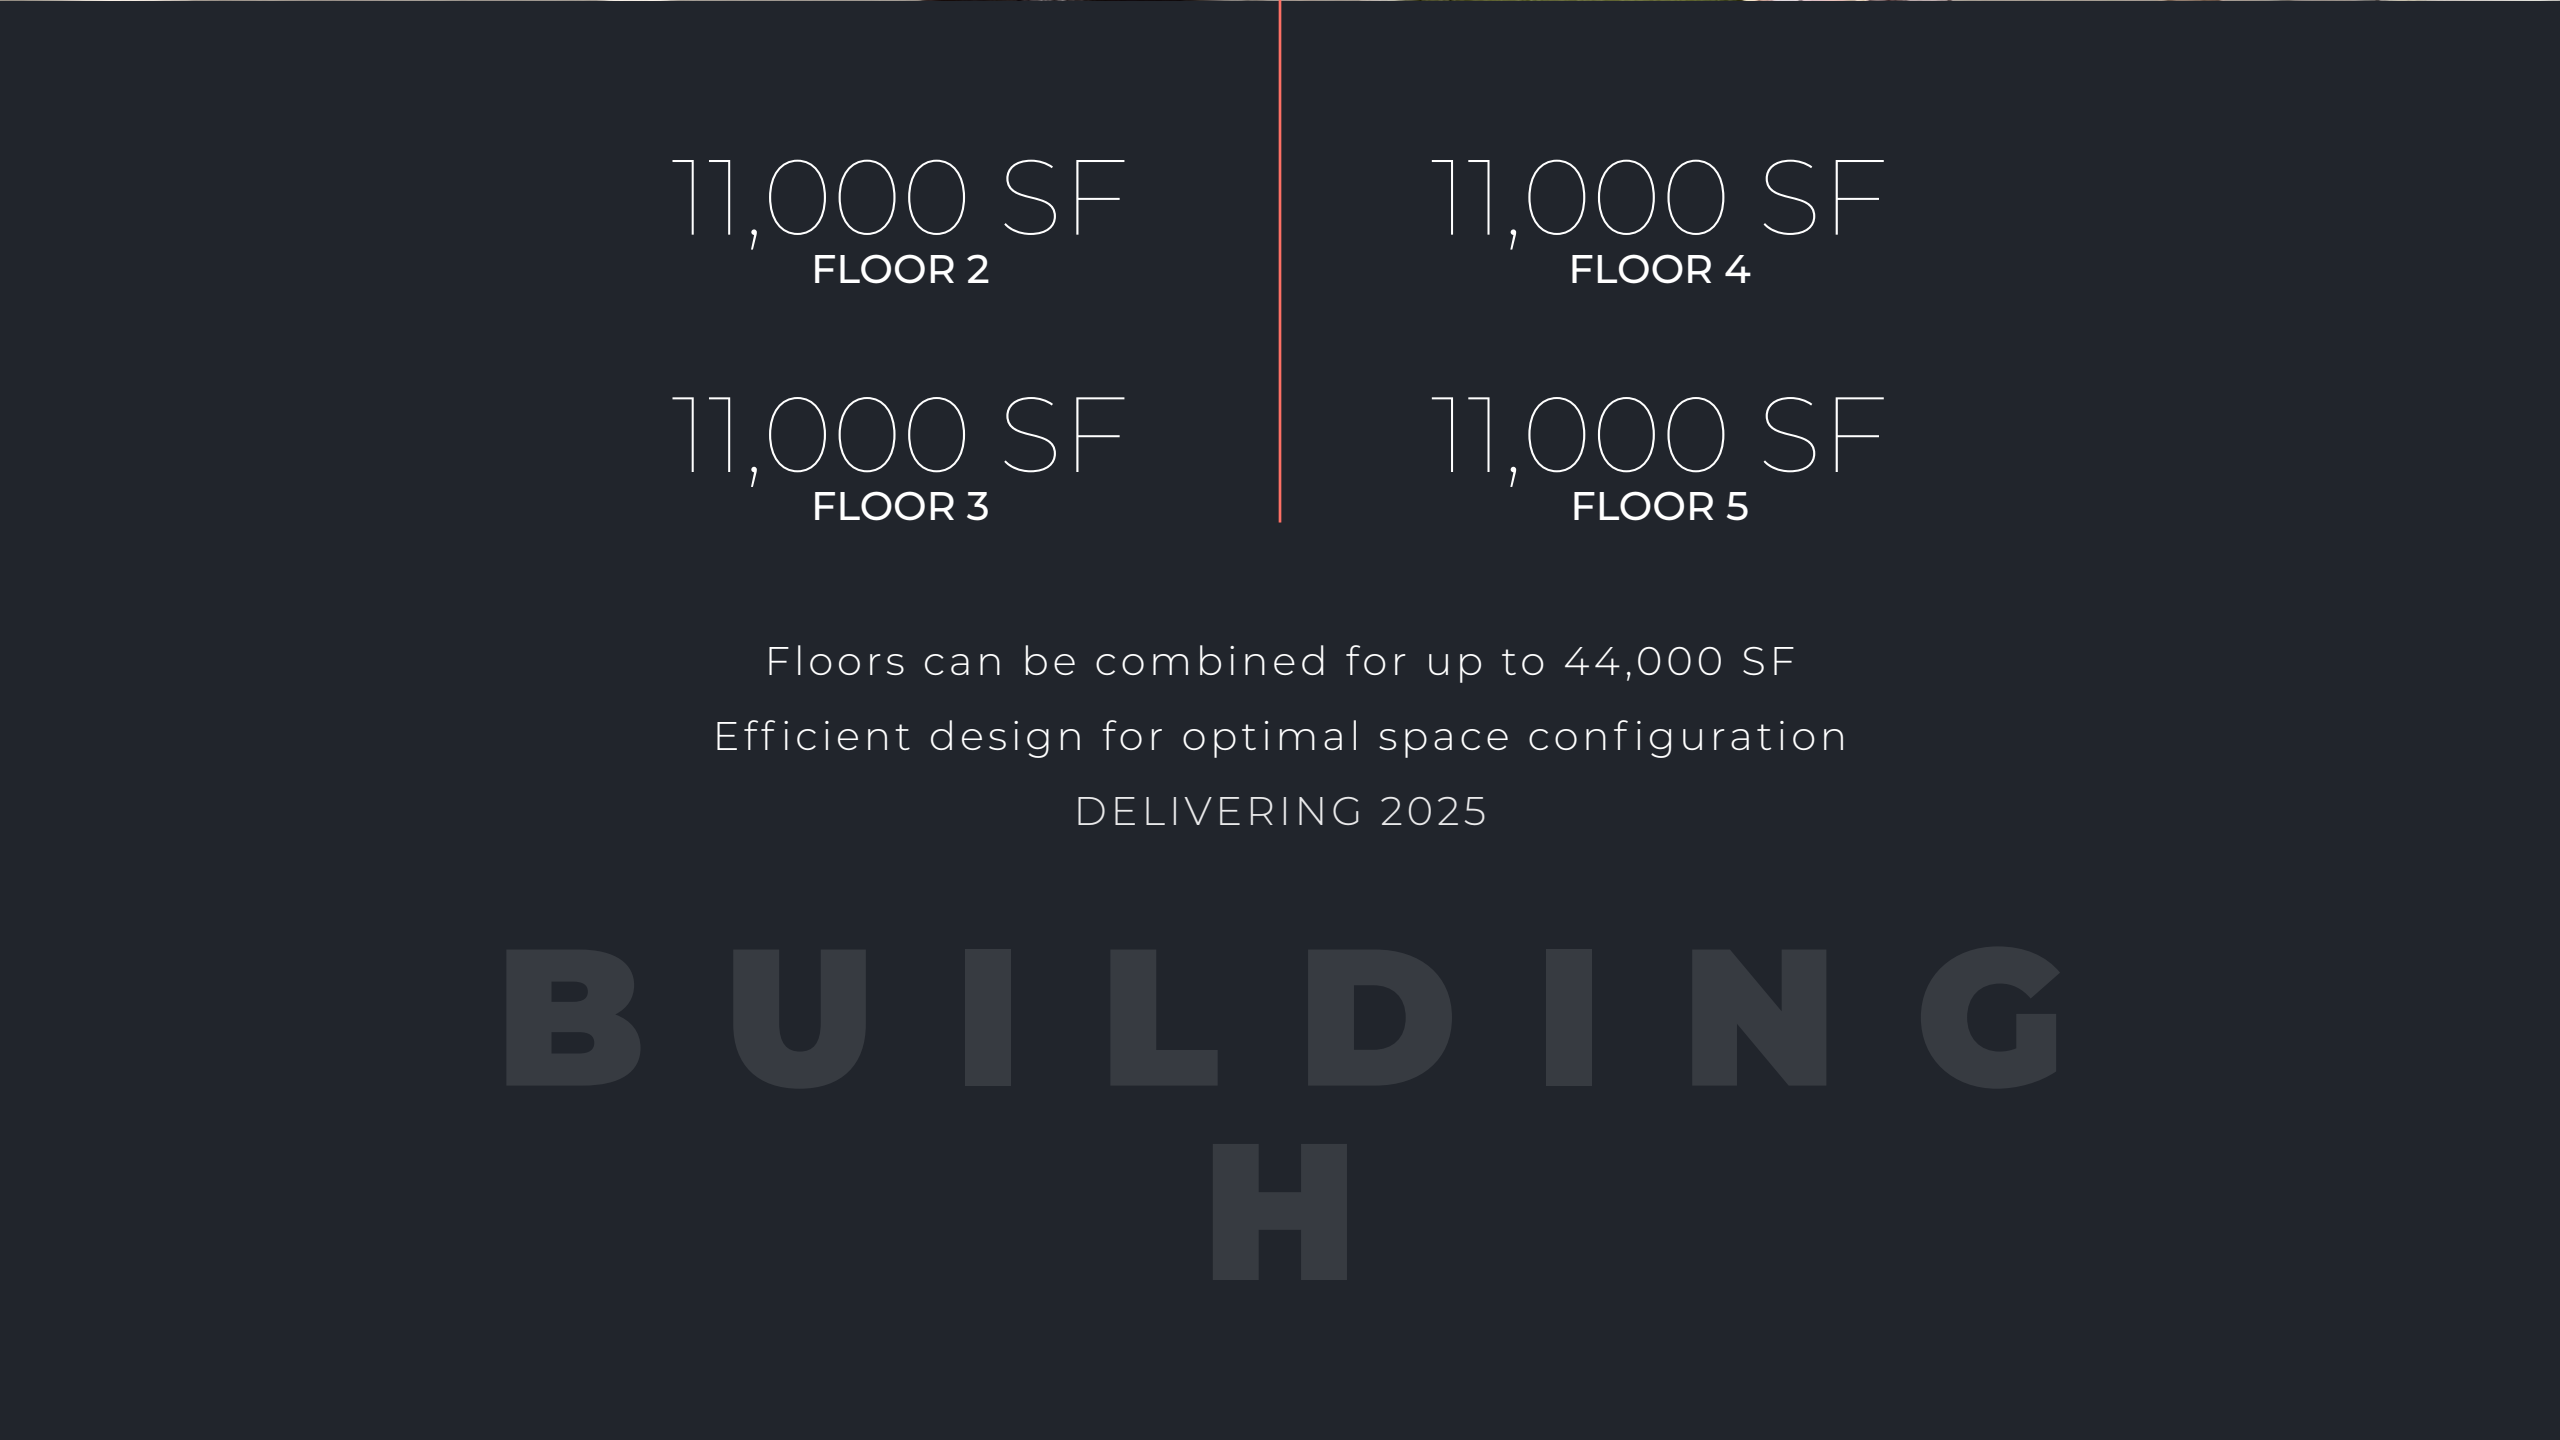 11,000 SF
FLOOR 2
11,000 SF
FLOOR 3
11,000 SF
FLOOR 4
11,000 SF
FLOOR 5
Floors can be combined for up to 44,000 SF
Efficient design for optimal space configuration
DELIVERING 2025
BUILDING
H